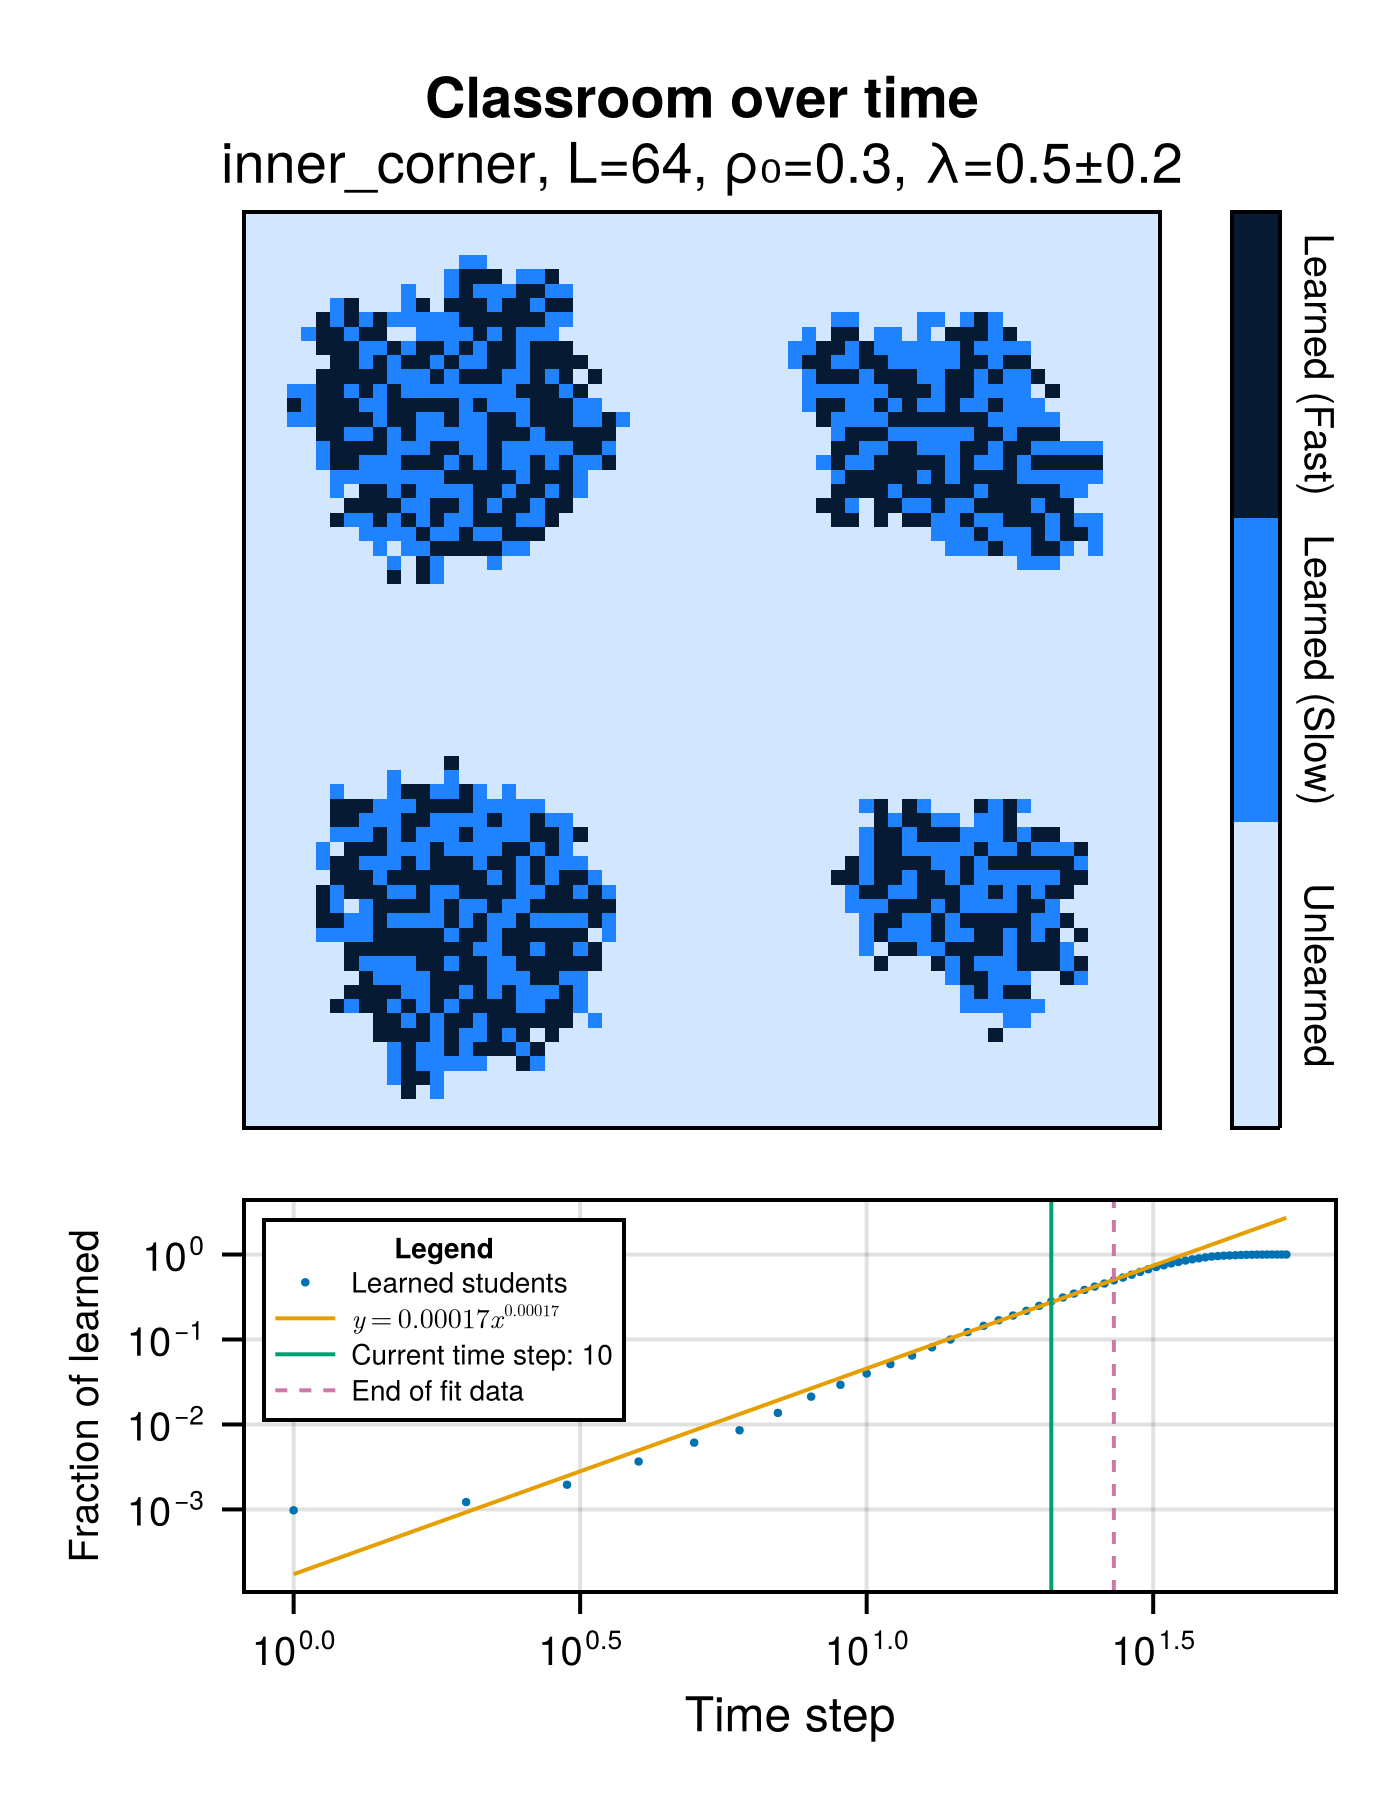 Classroom over time
inner_corner, L=64, ρ₀=0.3, λ=0.5±0.2
Learned (Fast)
Learned (Slow)
Unlearned
Fraction of learned
10⁰
10⁻¹
10⁻²
10⁻³
Legend
Learned students
y = 0.00017x^0.00017
Current time step: 10
End of fit data
10^0.0
10^0.5
10^1.0
10^1.5
Time step